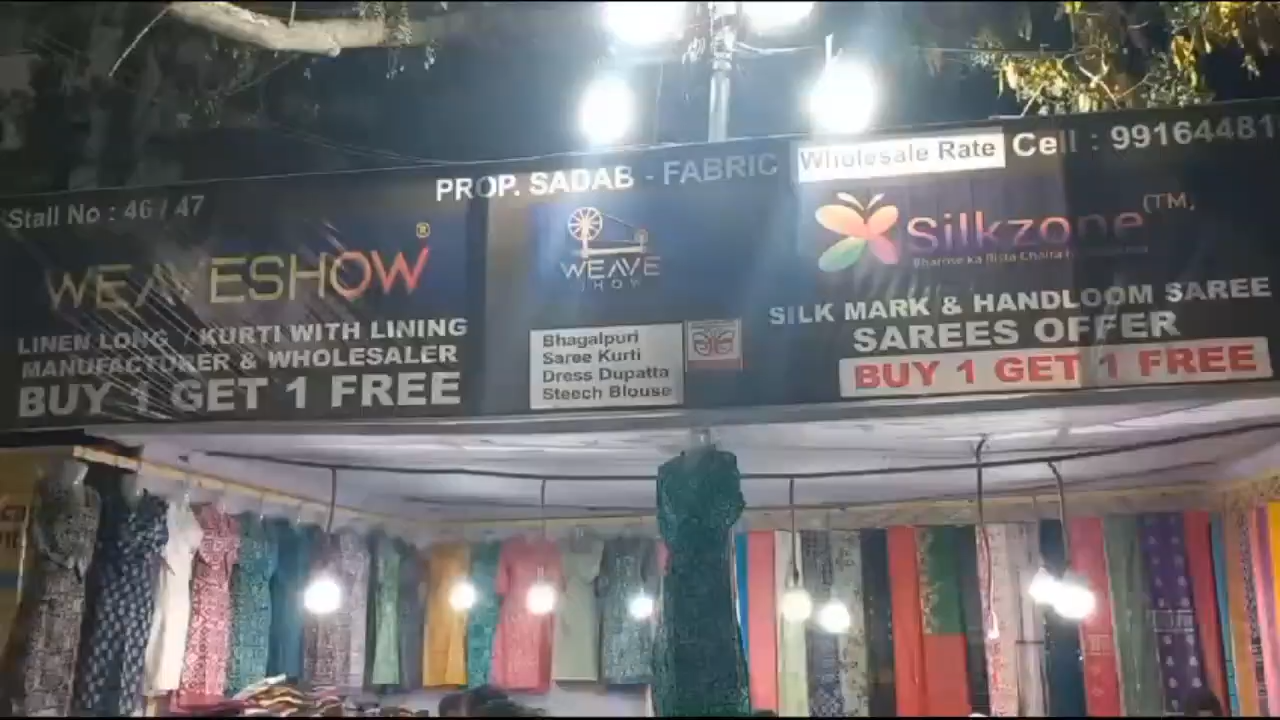 PROP. SADAB - FABRIC
Wholesale Rate
Cell : 99164481
Stall No : 46 / 47
WEAVESHOW®
LINEN LONG / KURTI WITH LINING
MANUFACTURER & WHOLESALER
BUY 1 GET 1 FREE
WEAVE
SHOW
Bhagalpuri
Saree Kurti
Dress Dupatta
Steech Blouse
Silkzone (TM)
SILK MARK & HANDLOOM SAREE
SAREES OFFER
BUY 1 GET 1 FREE